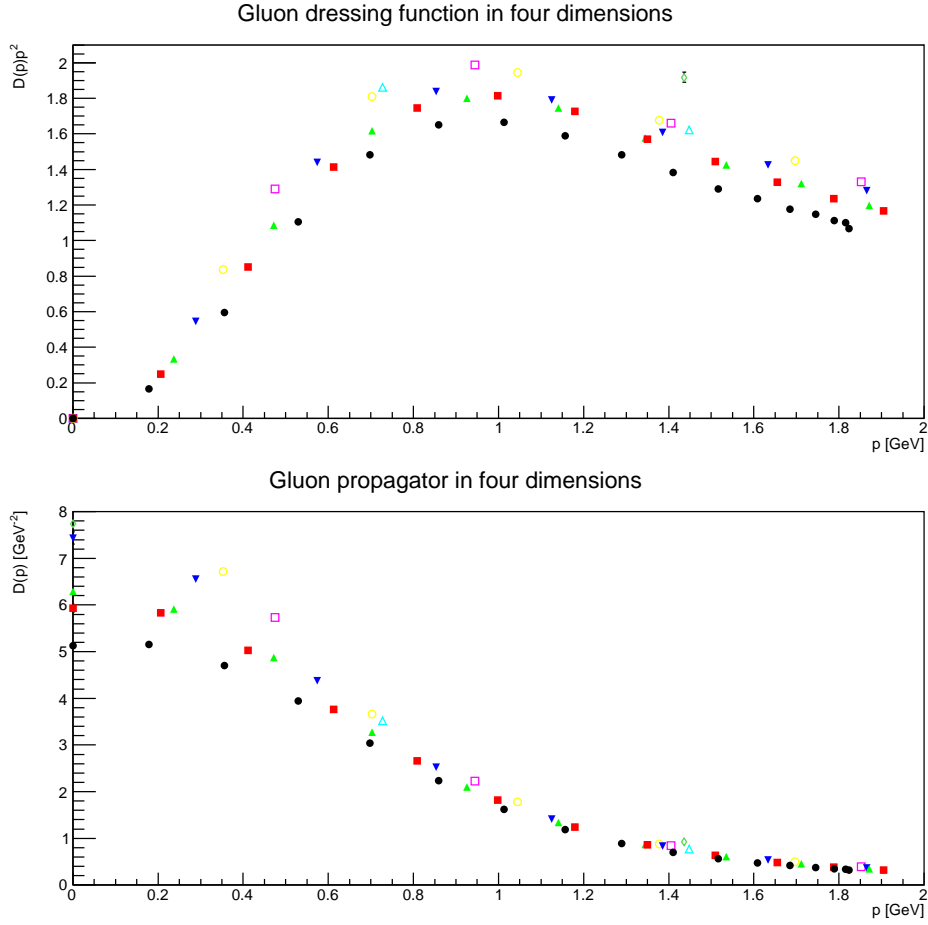 Gluon dressing function in four dimensions
D(p)p²
2
1.8
1.6
1.4
1.2
1
0.8
0.6
0.4
0.2
0
0 0.2 0.4 0.6 0.8 1 1.2 1.4 1.6 1.8 2
p [GeV]
Gluon propagator in four dimensions
D(p) [GeV⁻²]
8
7
6
5
4
3
2
1
0
0 0.2 0.4 0.6 0.8 1 1.2 1.4 1.6 1.8 2
p [GeV]